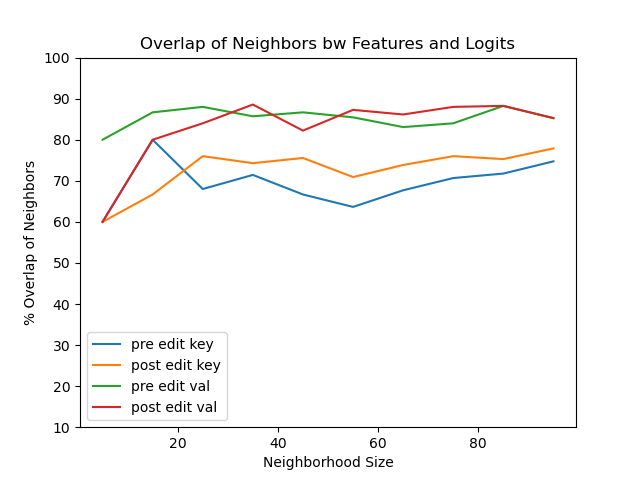 Overlap of Neighbors bw Features and Logits
% Overlap of Neighbors
100
90
80
70
60
50
40
30
20
10
pre edit key
post edit key
pre edit val
post edit val
20 40 60 80
Neighborhood Size